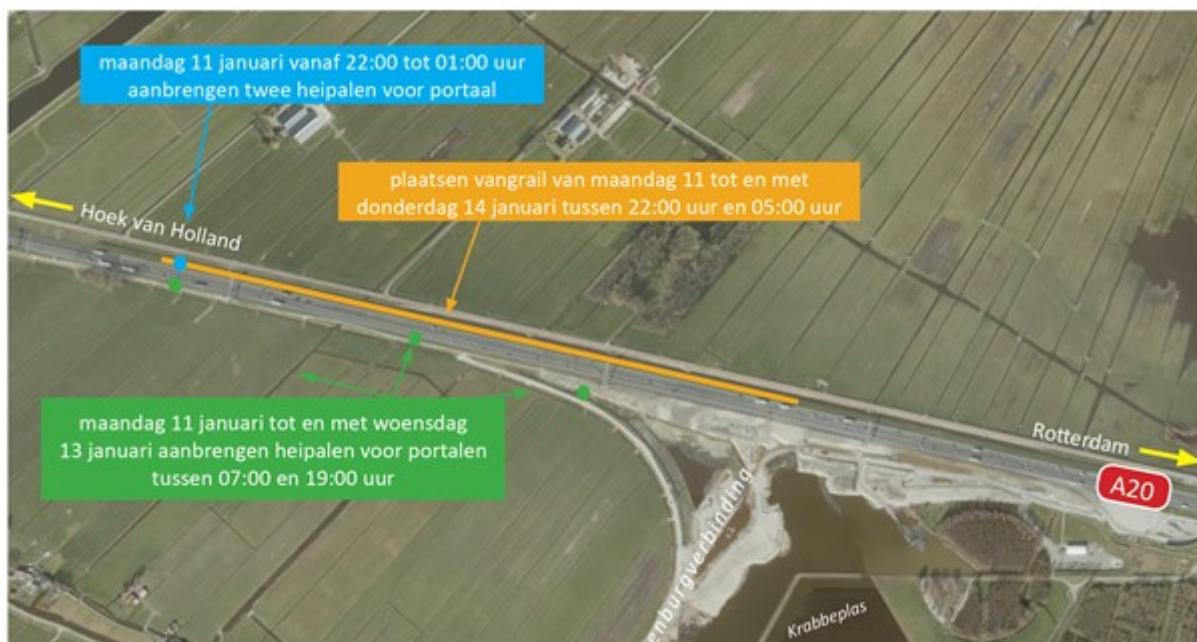 maandag 11 januari vanaf 22:00 tot 01:00 uur
aanbrengen twee heipalen voor portaal
plaatsen vangrail van maandag 11 tot en met
donderdag 14 januari tussen 22:00 uur en 05:00 uur
Hoek van Holland
maandag 11 januari tot en met woensdag
13 januari aanbrengen heipalen voor portalen
tussen 07:00 en 19:00 uur
Rotterdam
A20
enburgverbinding
Krabbeplas